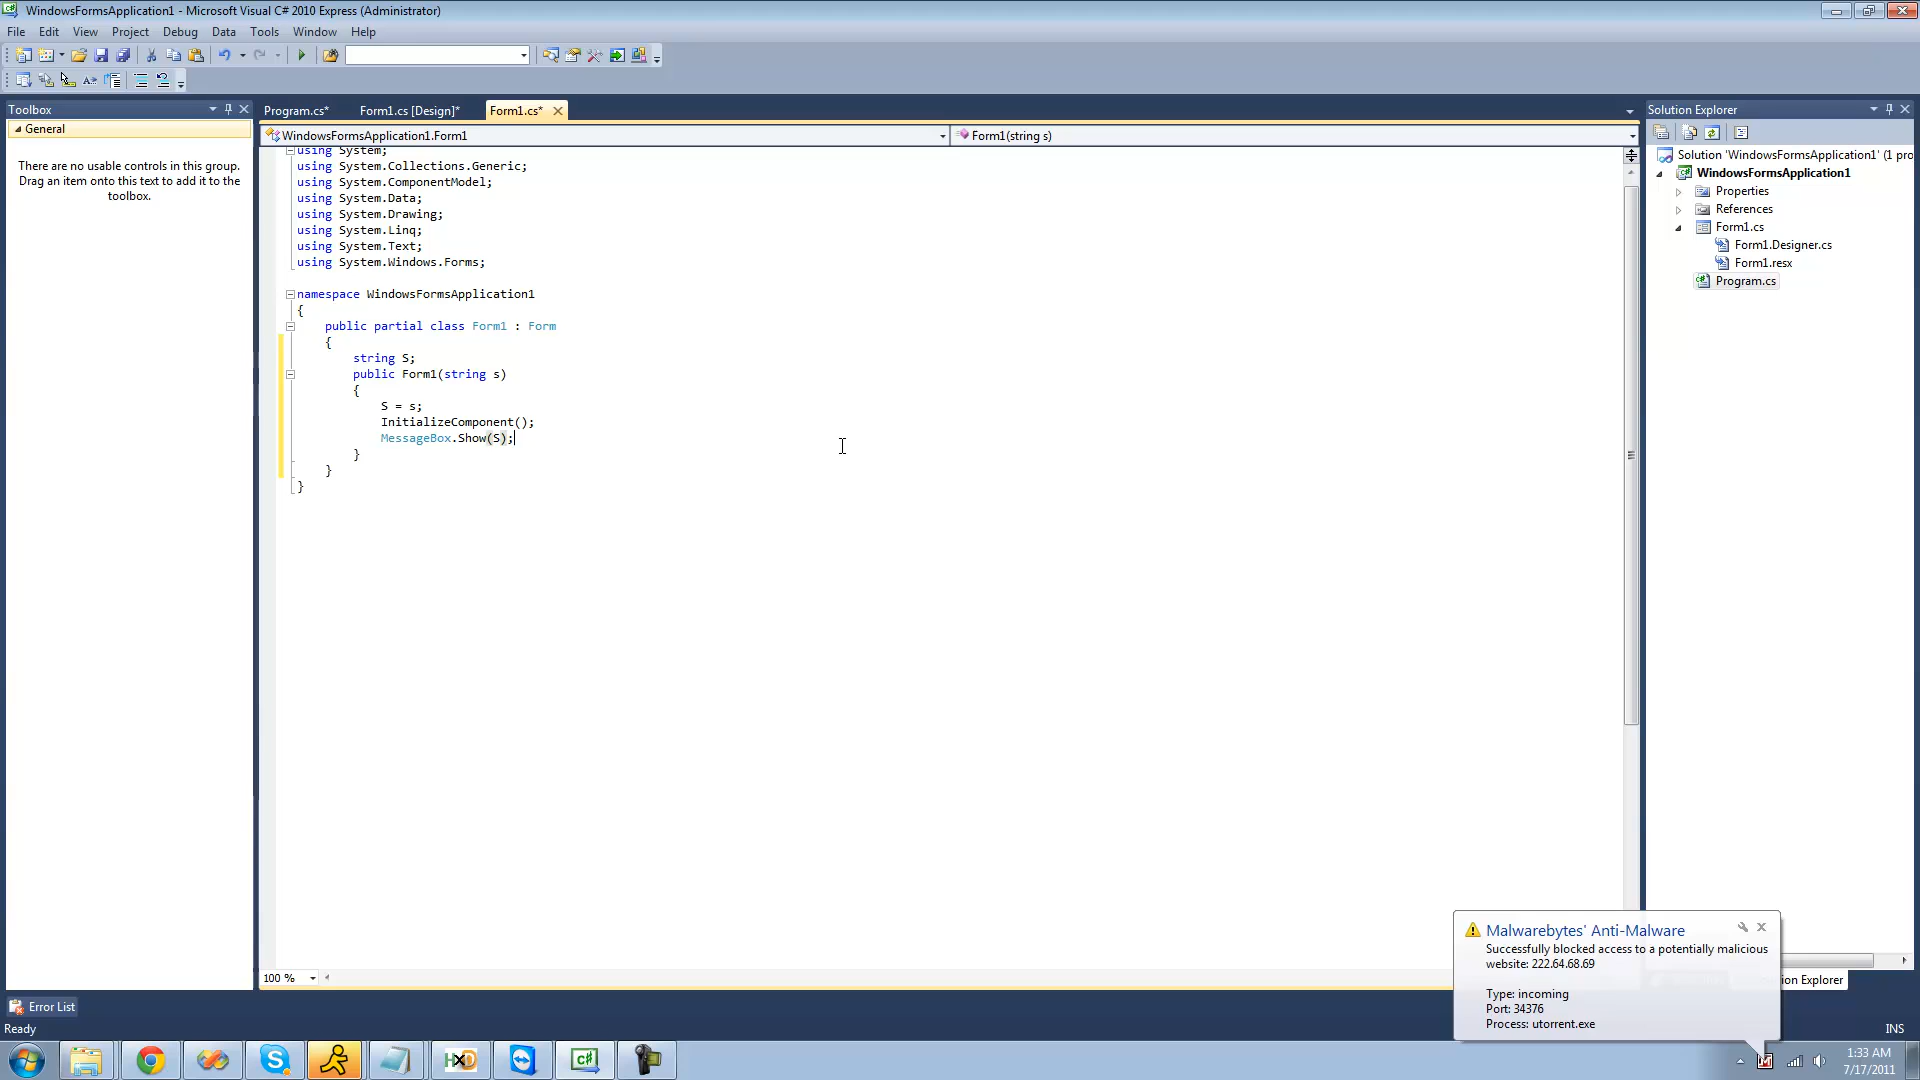 WindowsFormsApplication1 - Microsoft Visual C# 2010 Express (Administrator)
File Edit View Project Debug Data Tools Window Help
Toolbox
General
There are no usable controls in this group. Drag an item onto this text to add it to the toolbox.
Program.cs* Form1.cs [Design]* Form1.cs*
WindowsFormsApplication1.Form1 Form1(string s)
using System;
using System.Collections.Generic;
using System.ComponentModel;
using System.Data;
using System.Drawing;
using System.Linq;
using System.Text;
using System.Windows.Forms;
namespace WindowsFormsApplication1
{
public partial class Form1 : Form
{
string S;
public Form1(string s)
{
S = s;
InitializeComponent();
MessageBox.Show(S);
}
}
}
100 %
Solution Explorer
Solution 'WindowsFormsApplication1' (1 pro
WindowsFormsApplication1
Properties
References
Form1.cs
Form1.Designer.cs
Form1.resx
Program.cs
ion Explorer
Malwarebytes' Anti-Malware
Successfully blocked access to a potentially malicious
website: 222.64.68.69
Type: incoming
Port: 34376
Process: utorrent.exe
Error List
Ready INS
HXD
C#
1:33 AM
7/17/2011